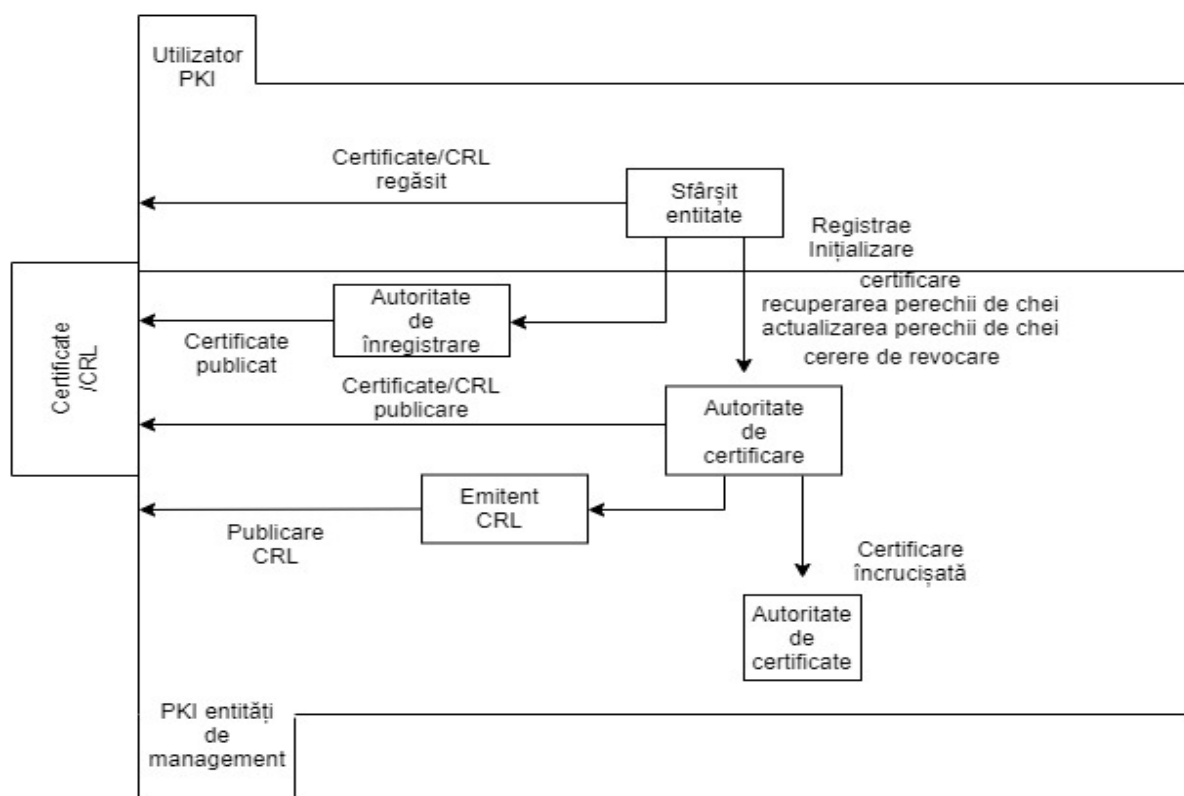 Utilizator
PKI
Certificate/CRL
regăsit
Sfârșit
entitate
Registrae
Inițializare
certificare
recuperarea perechii de chei
actualizarea perechii de chei
cerere de revocare
Autoritate
de
înregistrare
Certificate
publicat
Certificate
/CRL
Certificate/CRL
publicare
Autoritate
de
certificare
Emitent
CRL
Publicare
CRL
Certificare
încrucișată
Autoritate
de
certificate
PKI entități
de
management